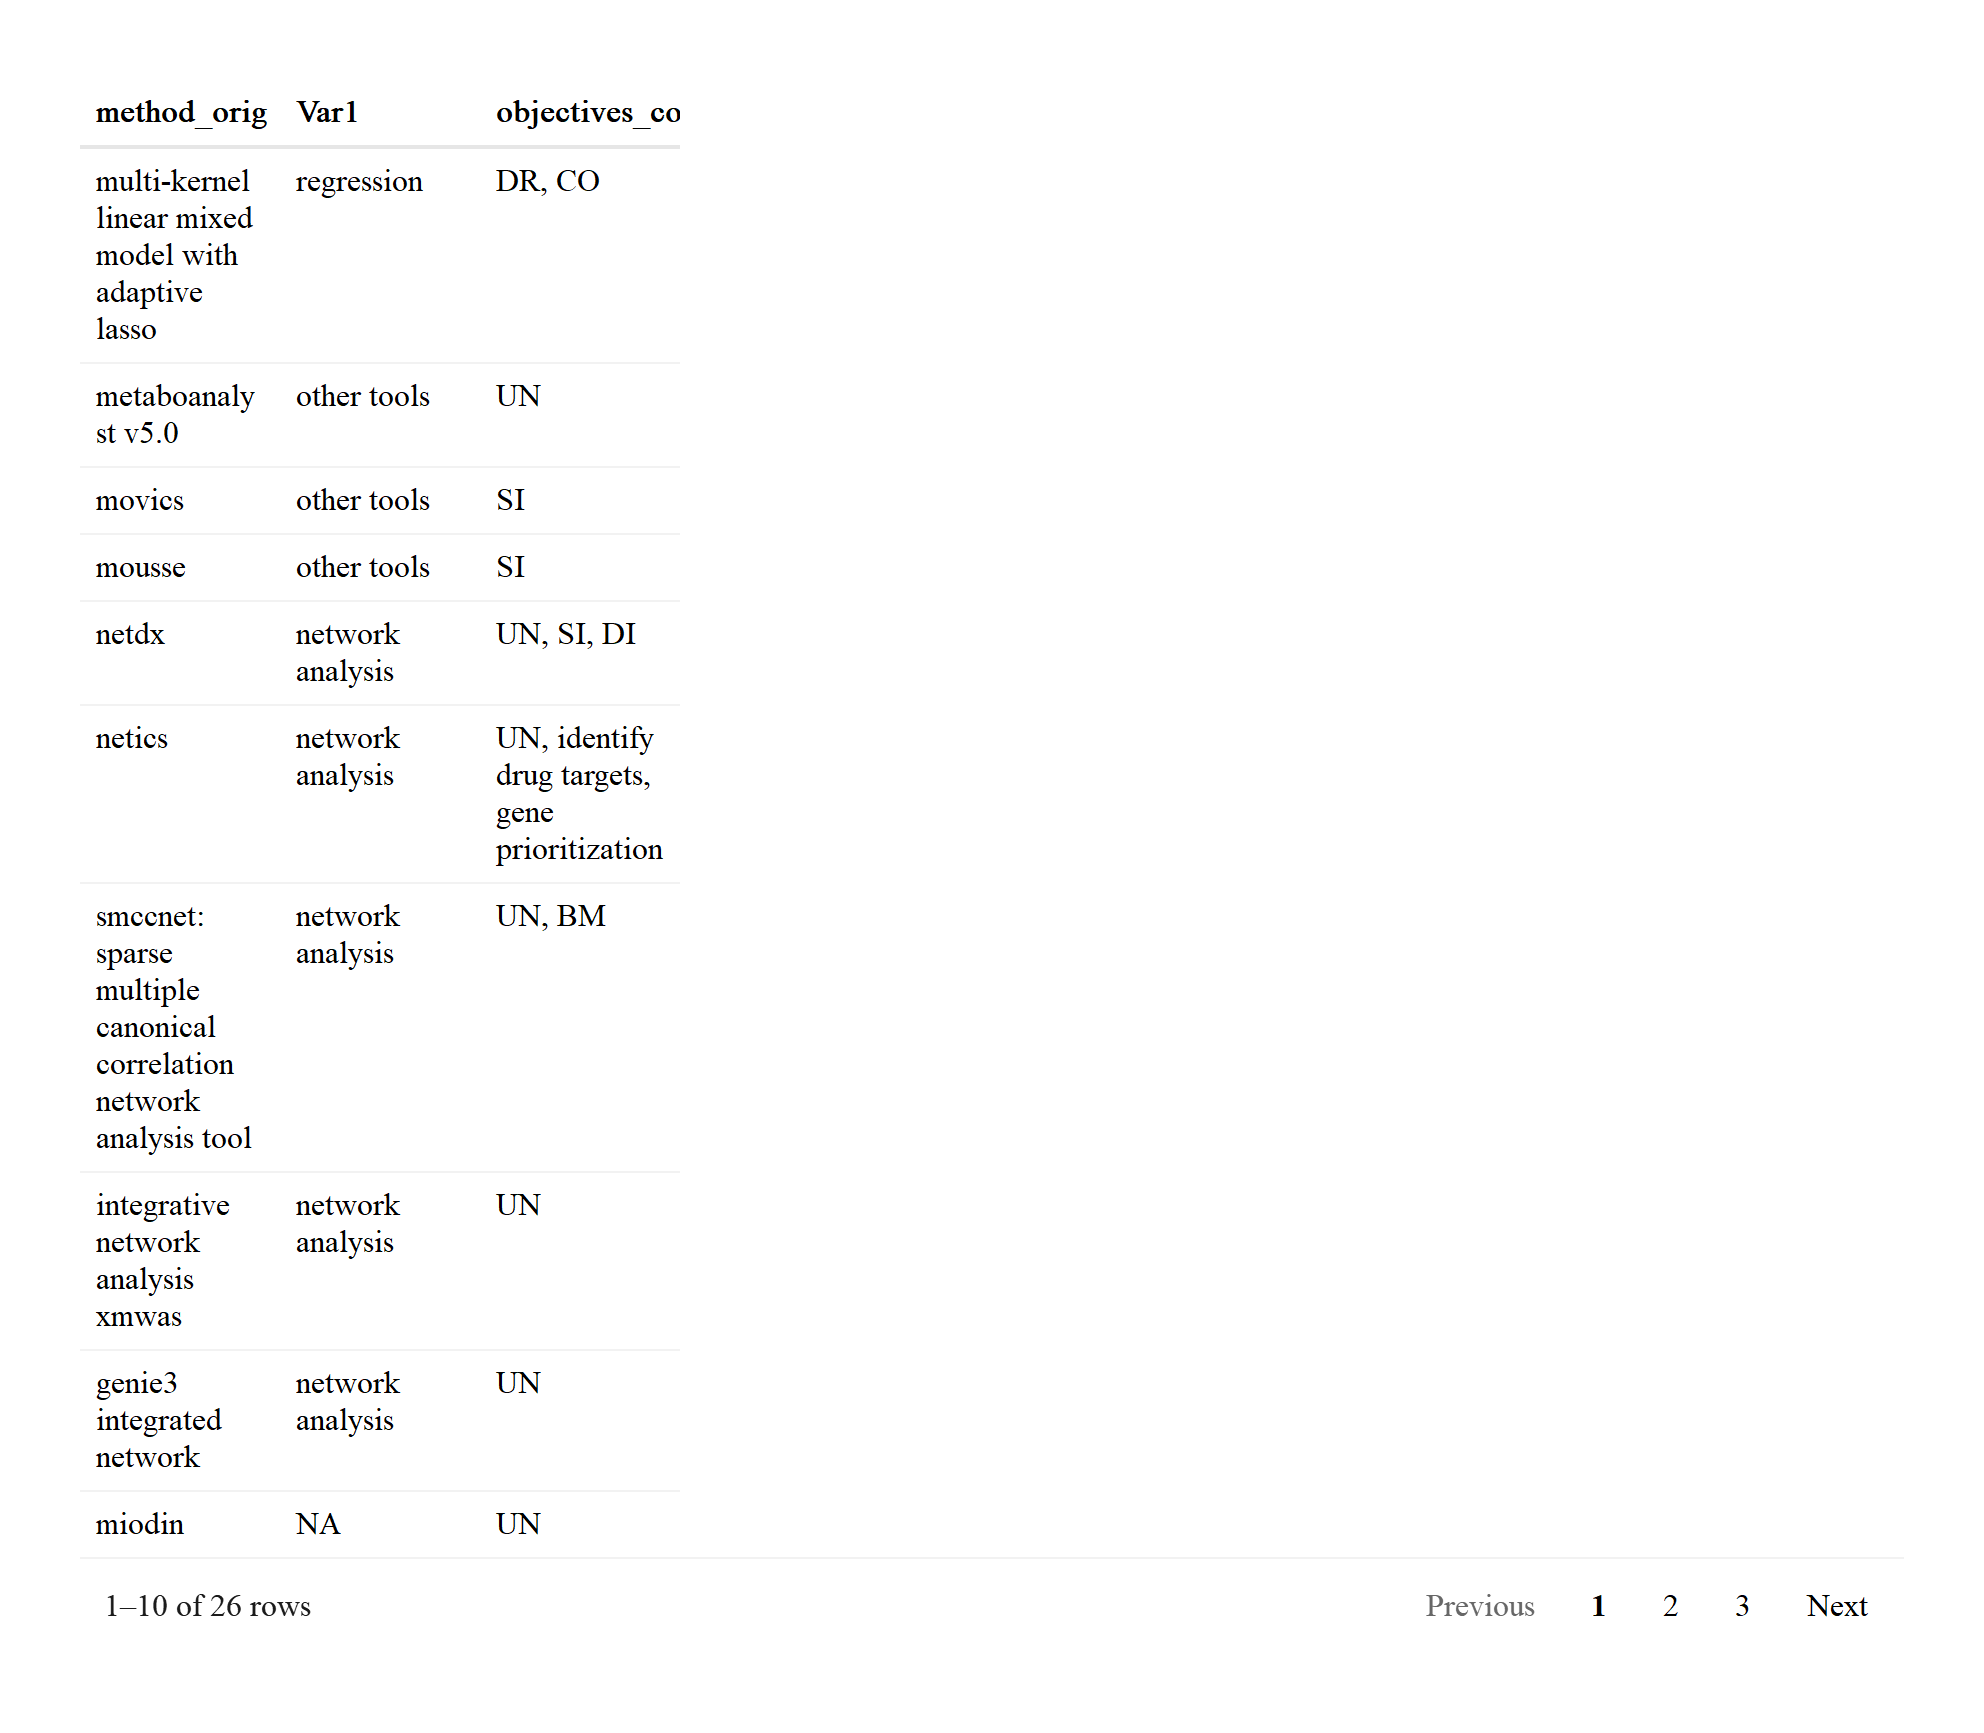 method_orig Var1 objectives_co
multi-kernel regression DR, CO
linear mixed
model with
adaptive
lasso
metaboanaly other tools UN
st v5.0
movics other tools SI
mousse other tools SI
netdx network UN, SI, DI
analysis
netics network UN, identify
analysis drug targets,
gene
prioritization
smccnet: network UN, BM
sparse analysis
multiple
canonical
correlation
network
analysis tool
integrative network UN
network analysis
analysis
xmwas
genie3 network UN
integrated analysis
network
miodin NA UN
1–10 of 26 rows Previous 1 2 3 Next